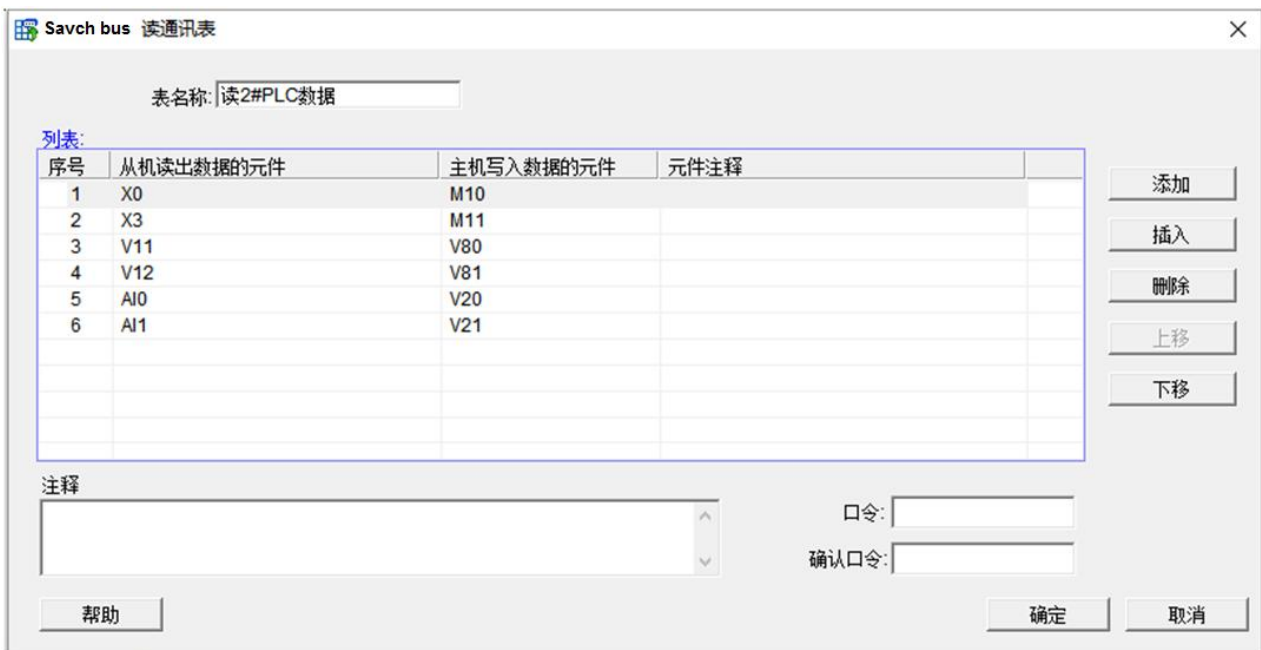 Savch bus 读通讯表
表名称: 读2#PLC数据
列表:
序号 从机读出数据的元件 主机写入数据的元件 元件注释
1 X0 M10
2 X3 M11
3 V11 V80
4 V12 V81
5 AI0 V20
6 AI1 V21
添加
插入
删除
上移
下移
注释
口令:
确认口令:
帮助 确定 取消